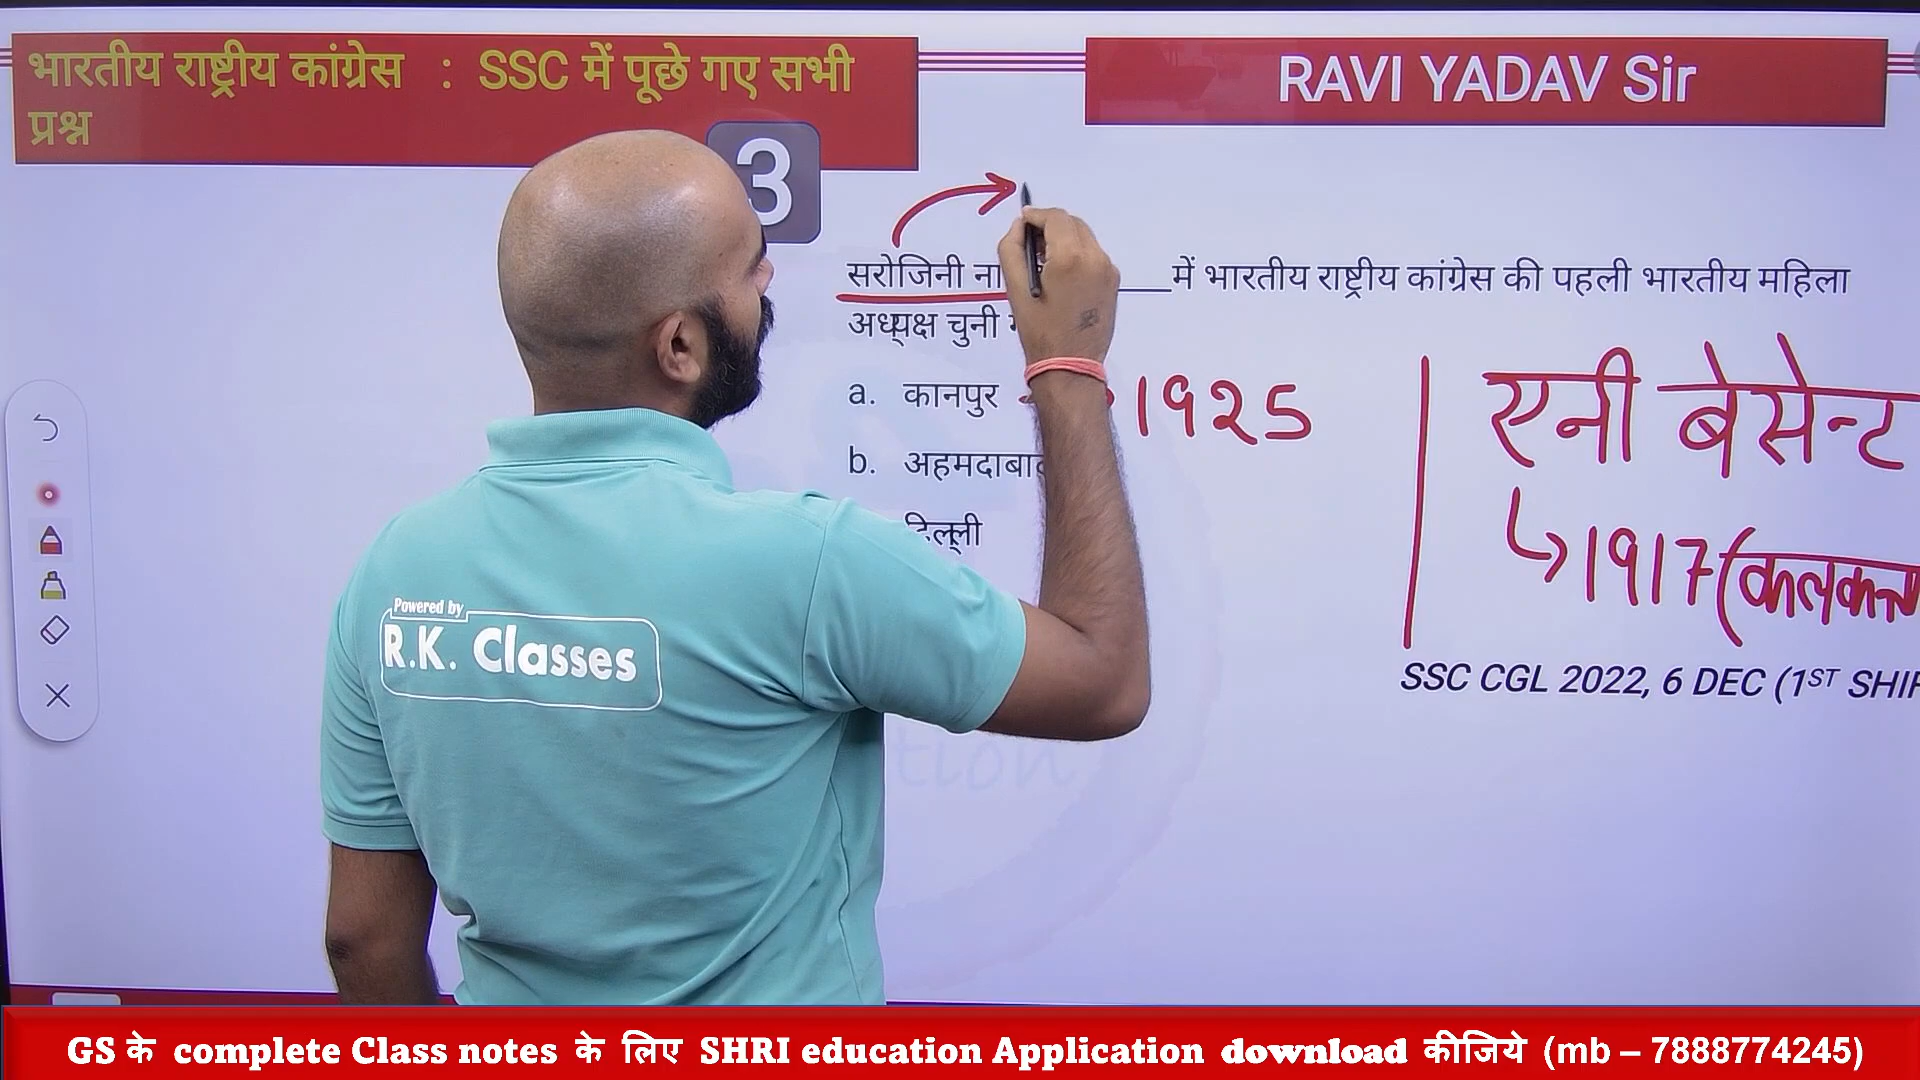 भारतीय राष्ट्रीय कांग्रेस : SSC में पूछे गए सभी
प्रश्न
RAVI YADAV Sir
3
सरोजिनी में भारतीय राष्ट्रीय कांग्रेस की पहली भारतीय महिला
अध्यक्ष चुनी
a. कानपुर 1925
b. अहमदाबाद
दिल्ली
एनी बेसेन्ट
1917 (कलकत्ता
SSC CGL 2022, 6 DEC (1ST
Powered by
R.K. Classes
tion
GS के complete Class notes के लिए SHRI education Application download कीजिये (mb – 7888774245)